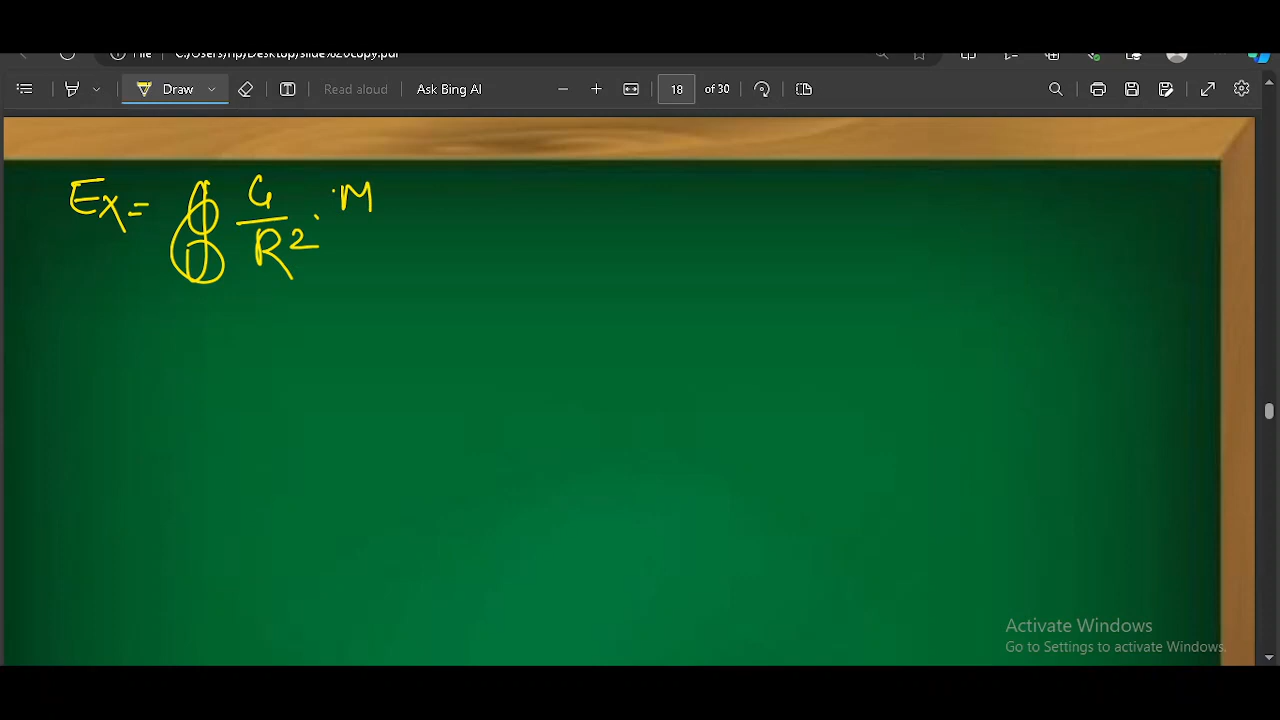 File C:/Users/hp/Desktop/slide%20copy.pdf
Draw Read aloud Ask Bing AI 18 of 30
Ex= G/R² · M
Activate Windows
Go to Settings to activate Windows.